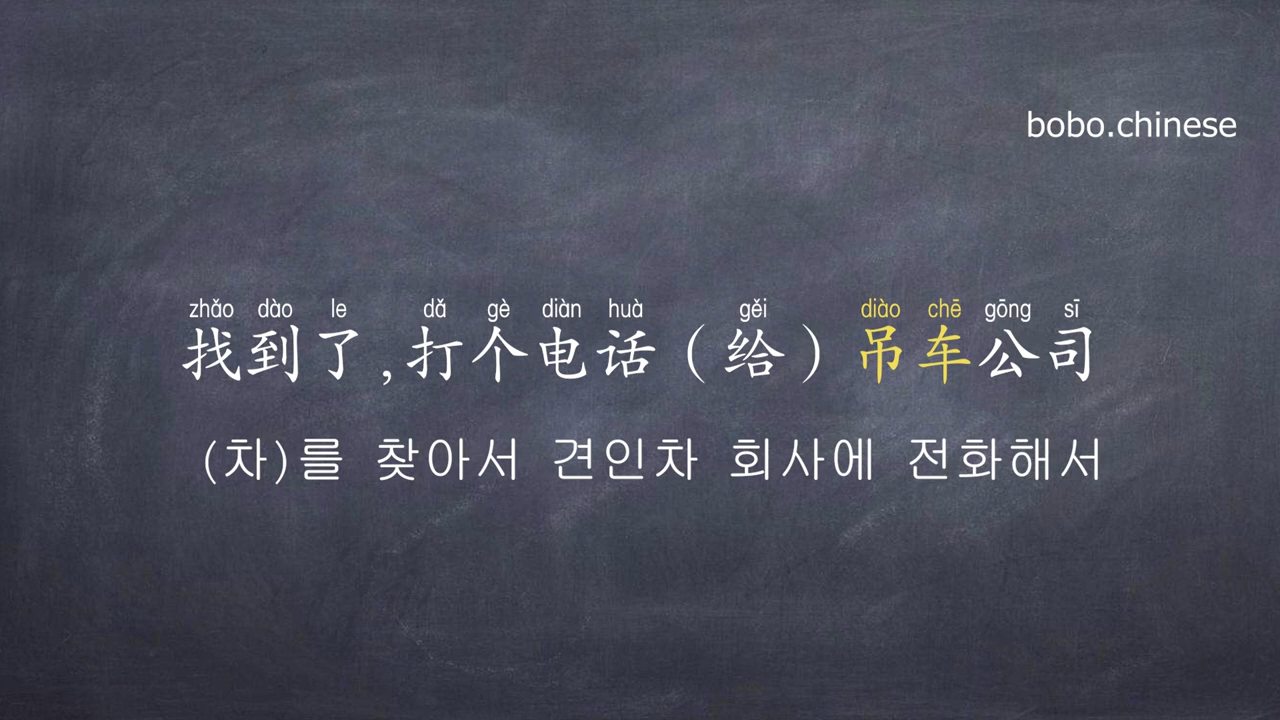 bobo.chinese
zhǎo dào le dǎ gè diàn huà gěi diào chē gōng sī
找到了,打个电话(给)吊车公司
(차)를 찾아서 견인차 회사에 전화해서